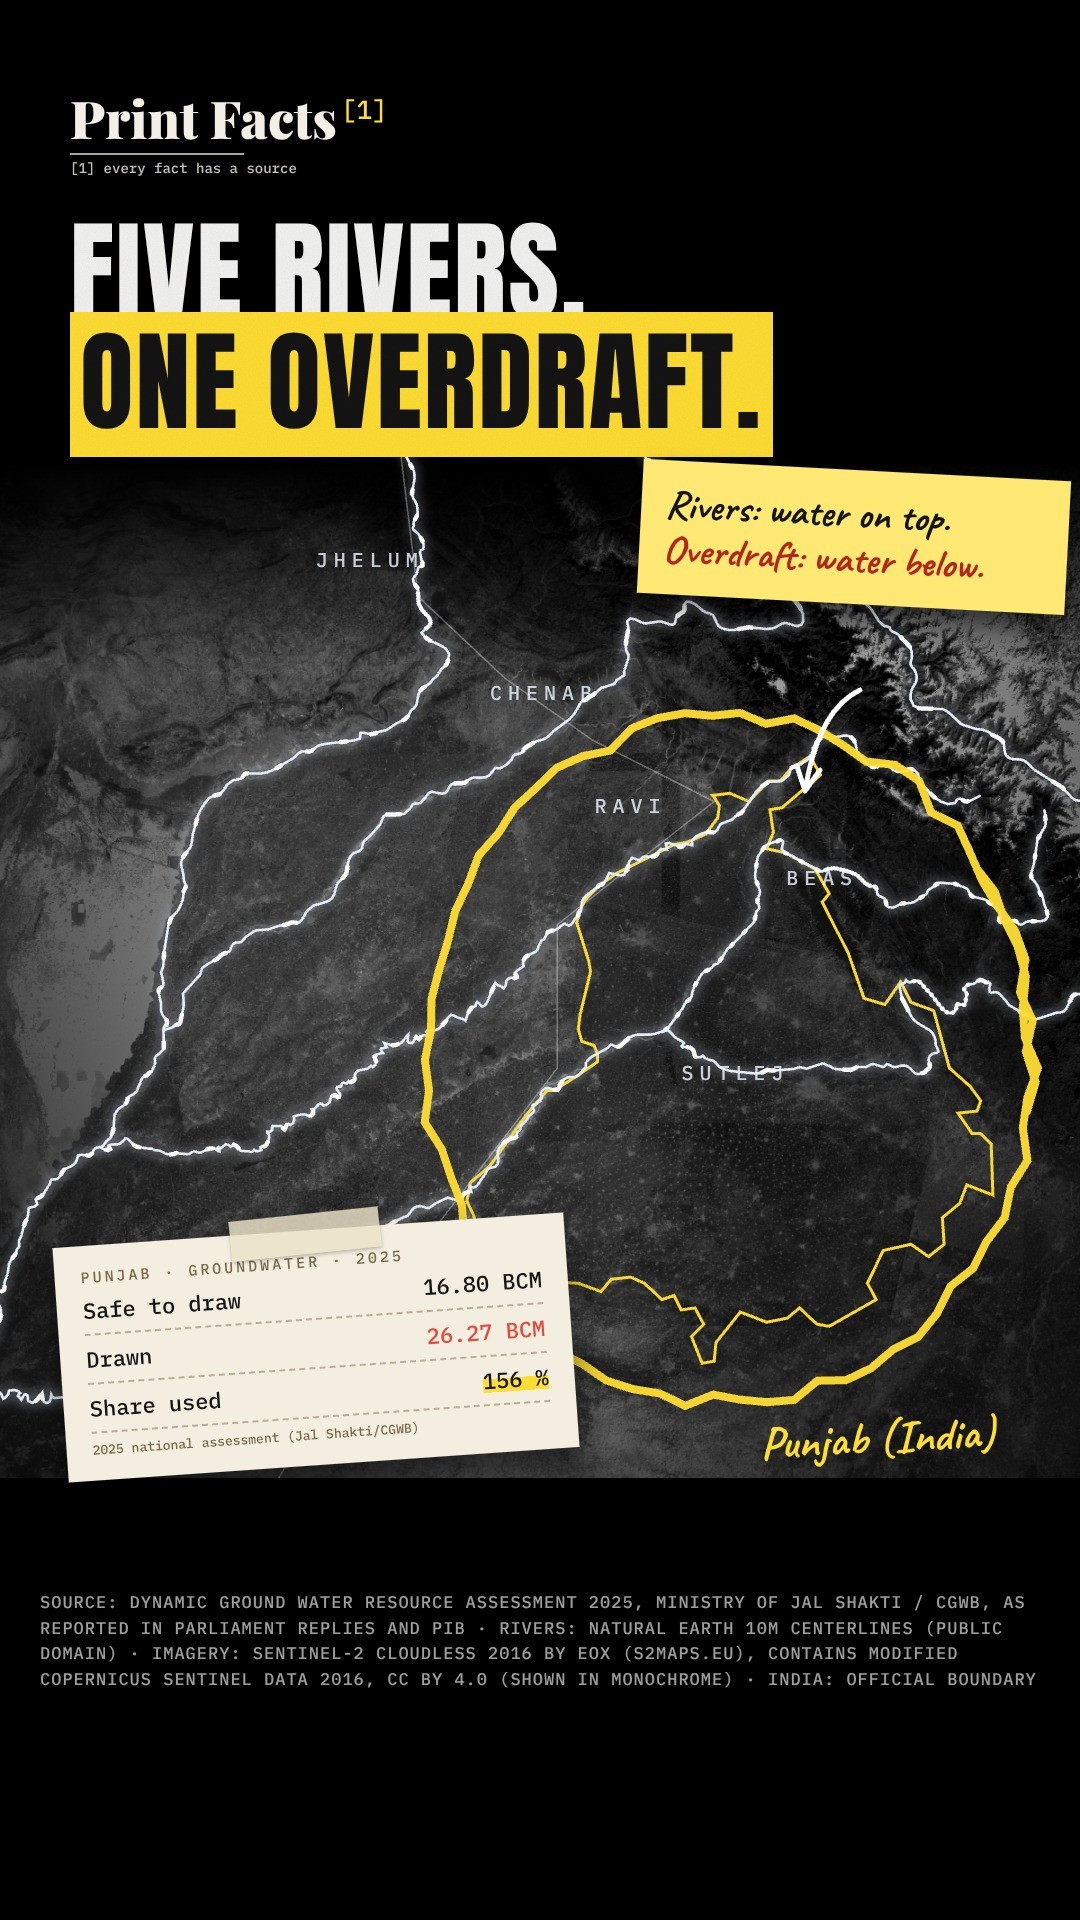 Print Facts [1]
[1] every fact has a source
FIVE RIVERS.
ONE OVERDRAFT.
Rivers: water on top.
Overdraft: water below.
JHELUM
CHENAB
RAVI
BEAS
SUTLEJ
PUNJAB · GROUNDWATER · 2025
Safe to draw 16.80 BCM
Drawn 26.27 BCM
Share used 156 %
2025 national assessment (Jal Shakti/CGWB)
Punjab (India)
SOURCE: DYNAMIC GROUND WATER RESOURCE ASSESSMENT 2025, MINISTRY OF JAL SHAKTI / CGWB, AS
REPORTED IN PARLIAMENT REPLIES AND PIB · RIVERS: NATURAL EARTH 10M CENTERLINES (PUBLIC
DOMAIN) · IMAGERY: SENTINEL-2 CLOUDLESS 2016 BY EOX (S2MAPS.EU), CONTAINS MODIFIED
COPERNICUS SENTINEL DATA 2016, CC BY 4.0 (SHOWN IN MONOCHROME) · INDIA: OFFICIAL BOUNDARY